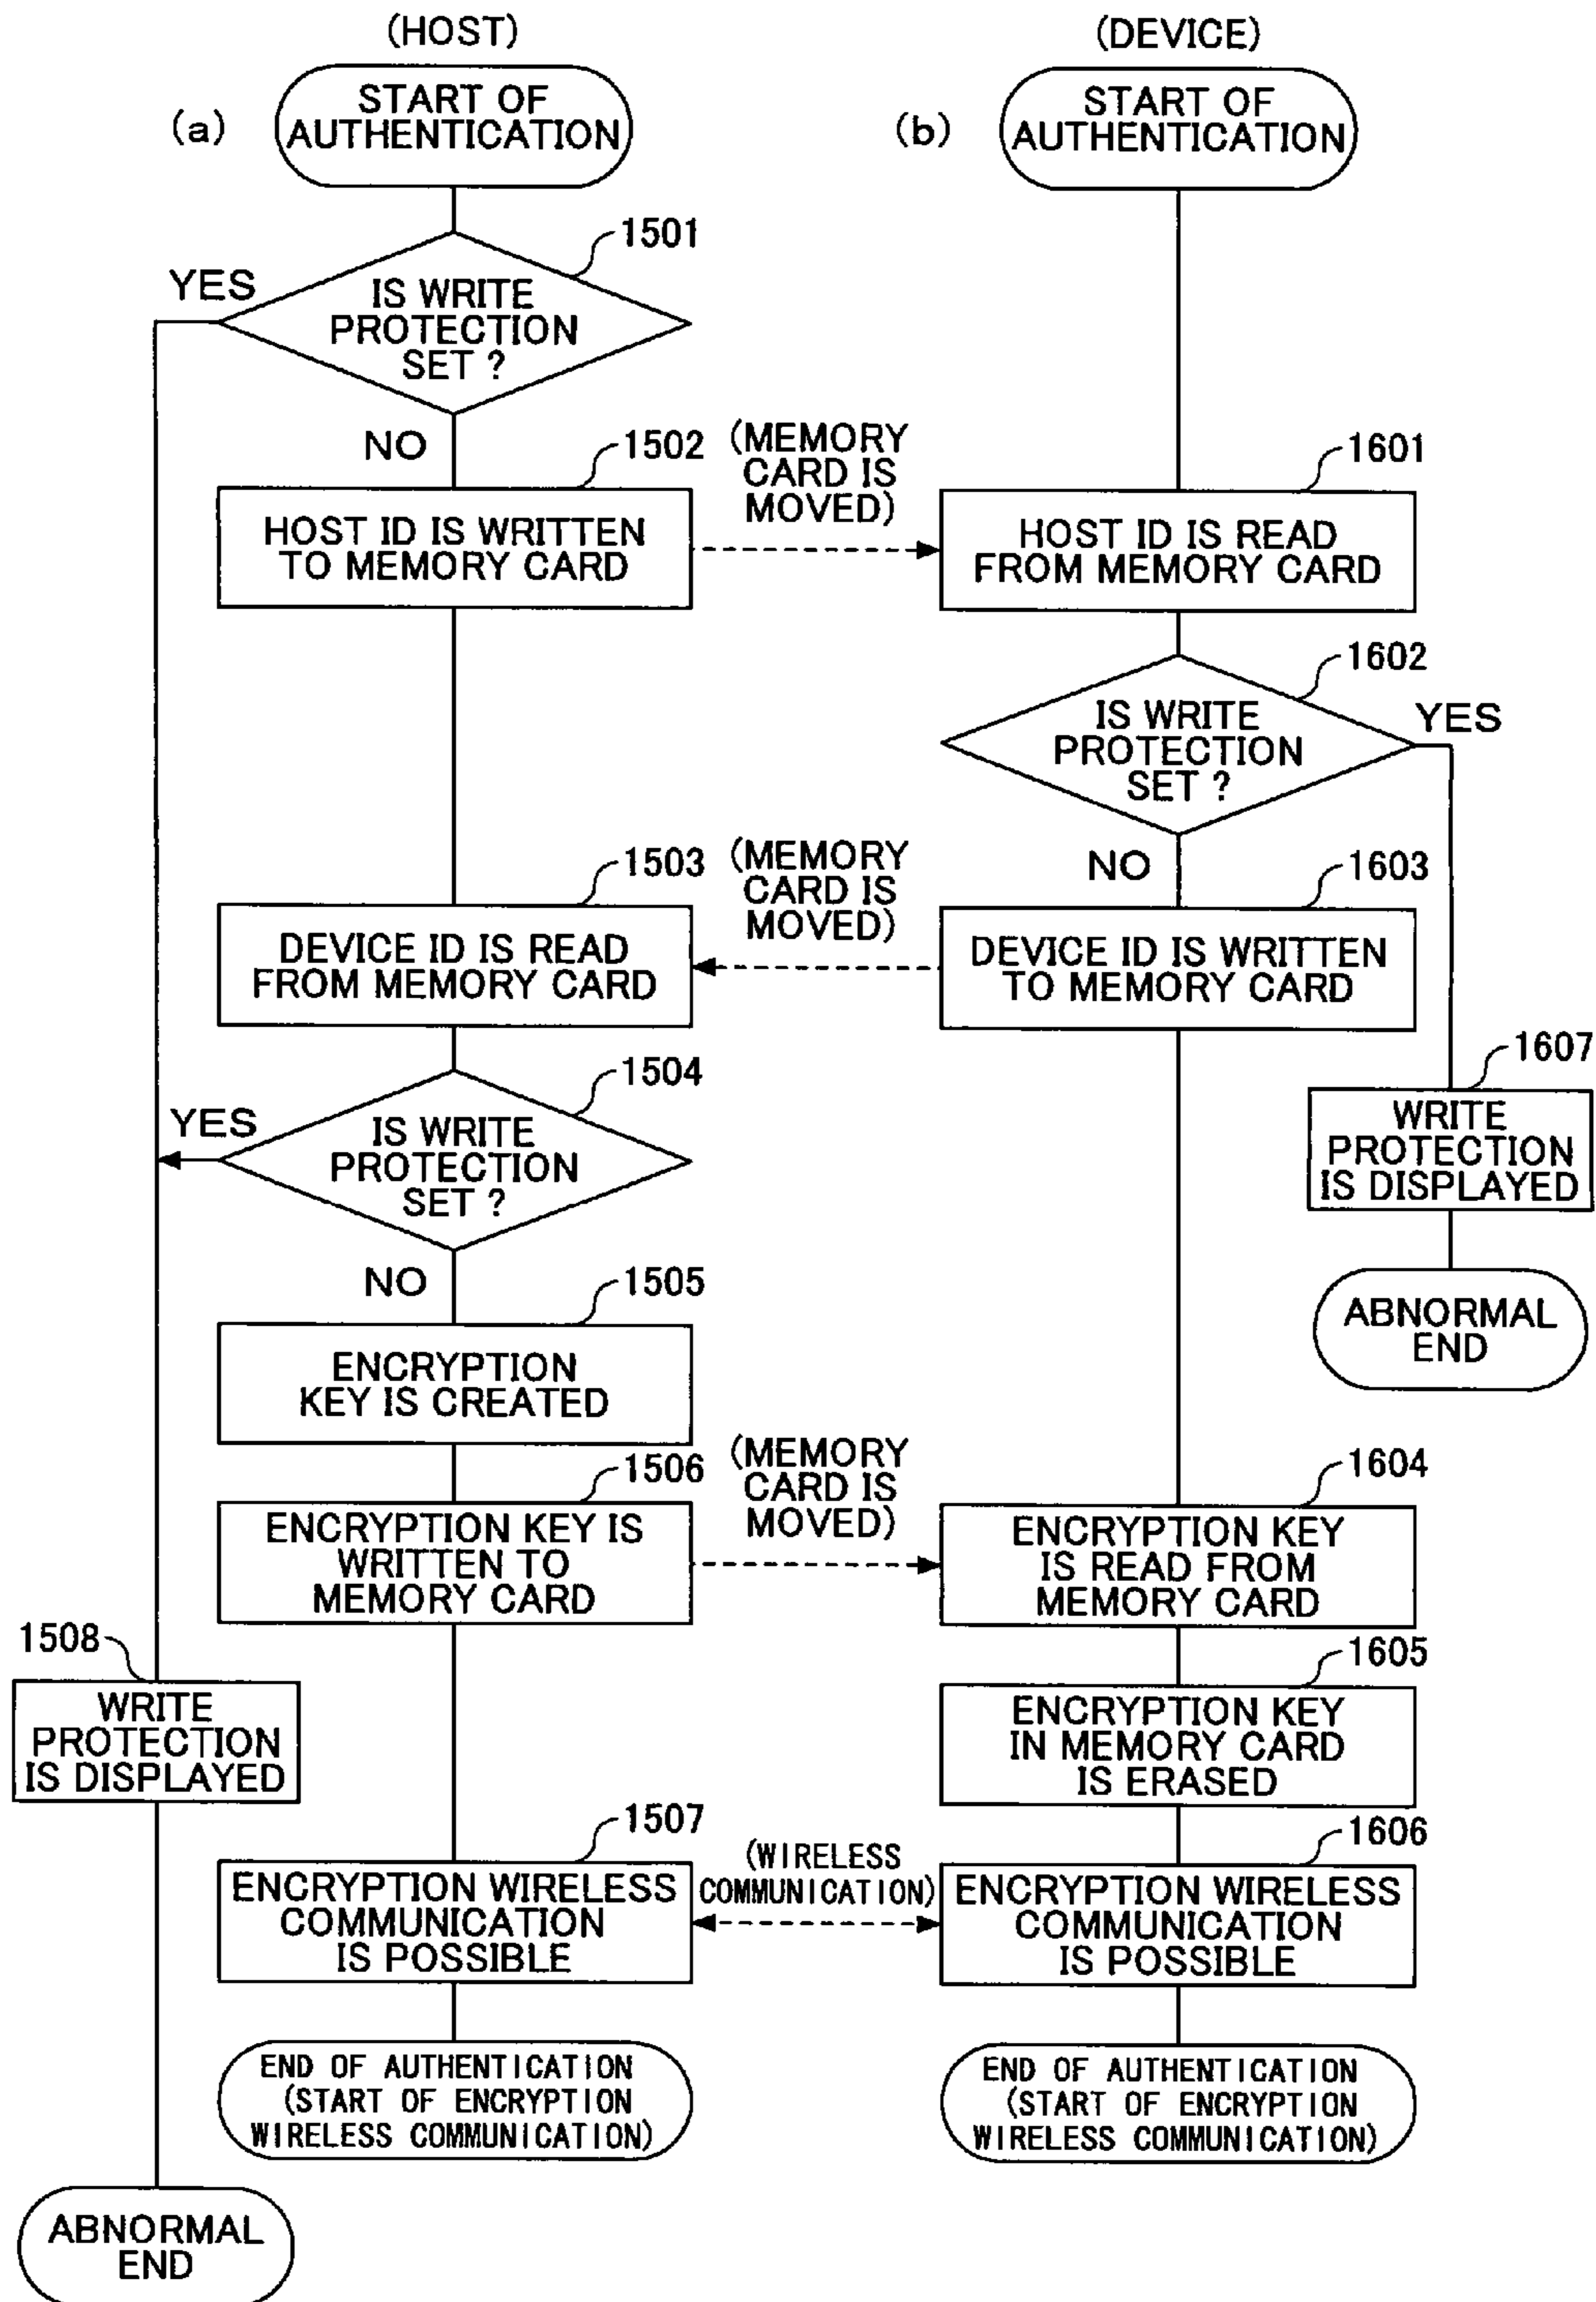 (HOST)
(a)
START OF
AUTHENTICATION
1501
YES
IS WRITE
PROTECTION
SET ?
NO
1502
HOST ID IS WRITTEN
TO MEMORY CARD
(MEMORY
CARD IS
MOVED)
1503
DEVICE ID IS READ
FROM MEMORY CARD
(MEMORY
CARD IS
MOVED)
1504
YES
IS WRITE
PROTECTION
SET ?
NO
1505
ENCRYPTION
KEY IS CREATED
1506
ENCRYPTION KEY IS
WRITTEN TO
MEMORY CARD
(MEMORY
CARD IS
MOVED)
1508
WRITE
PROTECTION
IS DISPLAYED
1507
ENCRYPTION WIRELESS
COMMUNICATION
IS POSSIBLE
(WIRELESS
COMMUNICATION)
END OF AUTHENTICATION
(START OF ENCRYPTION
WIRELESS COMMUNICATION)
ABNORMAL
END
(DEVICE)
(b)
START OF
AUTHENTICATION
1601
HOST ID IS READ
FROM MEMORY CARD
1602
IS WRITE
PROTECTION
SET ?
YES
NO
1603
DEVICE ID IS WRITTEN
TO MEMORY CARD
1607
WRITE
PROTECTION
IS DISPLAYED
ABNORMAL
END
1604
ENCRYPTION KEY
IS READ FROM
MEMORY CARD
1605
ENCRYPTION KEY
IN MEMORY CARD
IS ERASED
1606
ENCRYPTION WIRELESS
COMMUNICATION
IS POSSIBLE
END OF AUTHENTICATION
(START OF ENCRYPTION
WIRELESS COMMUNICATION)